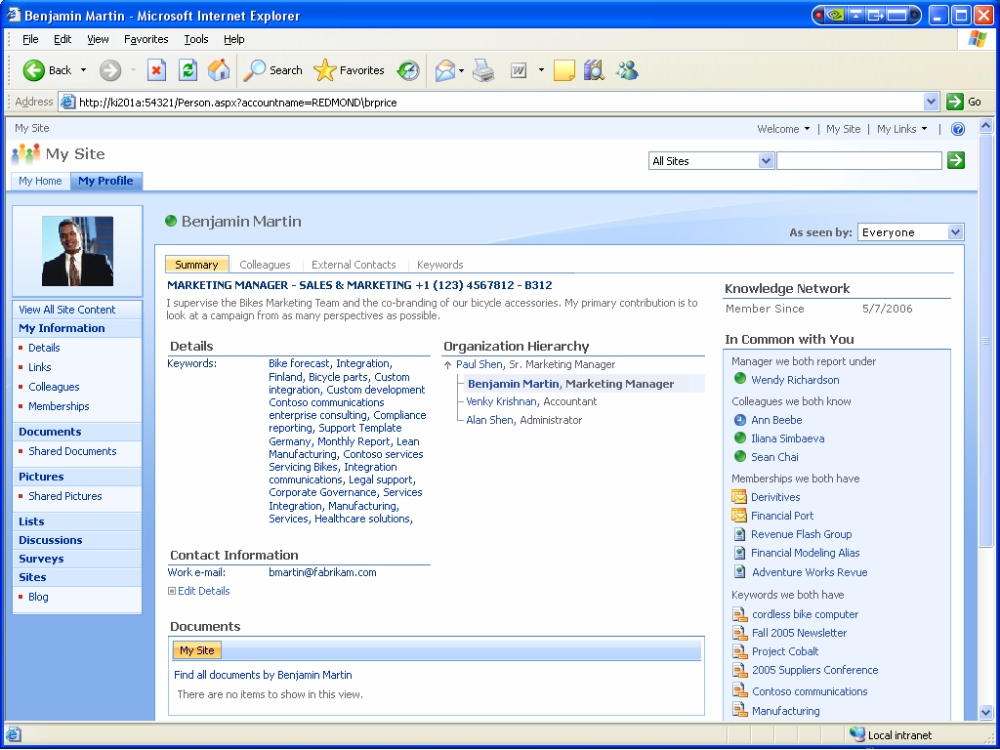 Benjamin Martin - Microsoft Internet Explorer
File Edit View Favorites Tools Help
Back Search Favorites
Address http://ki201a:54321/Person.aspx?accountname=REDMOND\brprice Go
My Site Welcome | My Site | My Links |
My Site
All Sites
My Home My Profile
Benjamin Martin
As seen by: Everyone
View All Site Content
My Information
Details
Links
Colleagues
Memberships
Documents
Shared Documents
Pictures
Shared Pictures
Lists
Discussions
Surveys
Sites
Blog
Summary Colleagues External Contacts Keywords
MARKETING MANAGER - SALES & MARKETING +1 (123) 4567812 - B312
I supervise the Bikes Marketing Team and the co-branding of our bicycle accessories. My primary contribution is to
look at a campaign from as many perspectives as possible.
Details
Keywords: Bike forecast, Integration,
Finland, Bicycle parts, Custom
integration, Custom development
Contoso communications
enterprise consulting, Compliance
reporting, Support Template
Germany, Monthly Report, Lean
Manufacturing, Contoso services
Servicing Bikes, Integration
communications, Legal support,
Corporate Governance, Services
Integration, Manufacturing,
Services, Healthcare solutions,
Organization Hierarchy
Paul Shen, Sr. Marketing Manager
Benjamin Martin, Marketing Manager
Venky Krishnan, Accountant
Alan Shen, Administrator
Contact Information
Work e-mail: bmartin@fabrikam.com
Edit Details
Documents
My Site
Find all documents by Benjamin Martin
There are no items to show in this view.
Knowledge Network
Member Since 5/7/2006
In Common with You
Manager we both report under
Wendy Richardson
Colleagues we both know
Ann Beebe
Iliana Simbaeva
Sean Chai
Memberships we both have
Derivitives
Financial Port
Revenue Flash Group
Financial Modeling Alias
Adventure Works Revue
Keywords we both have
cordless bike computer
Fall 2005 Newsletter
Project Cobalt
2005 Suppliers Conference
Contoso communications
Manufacturing
Local intranet